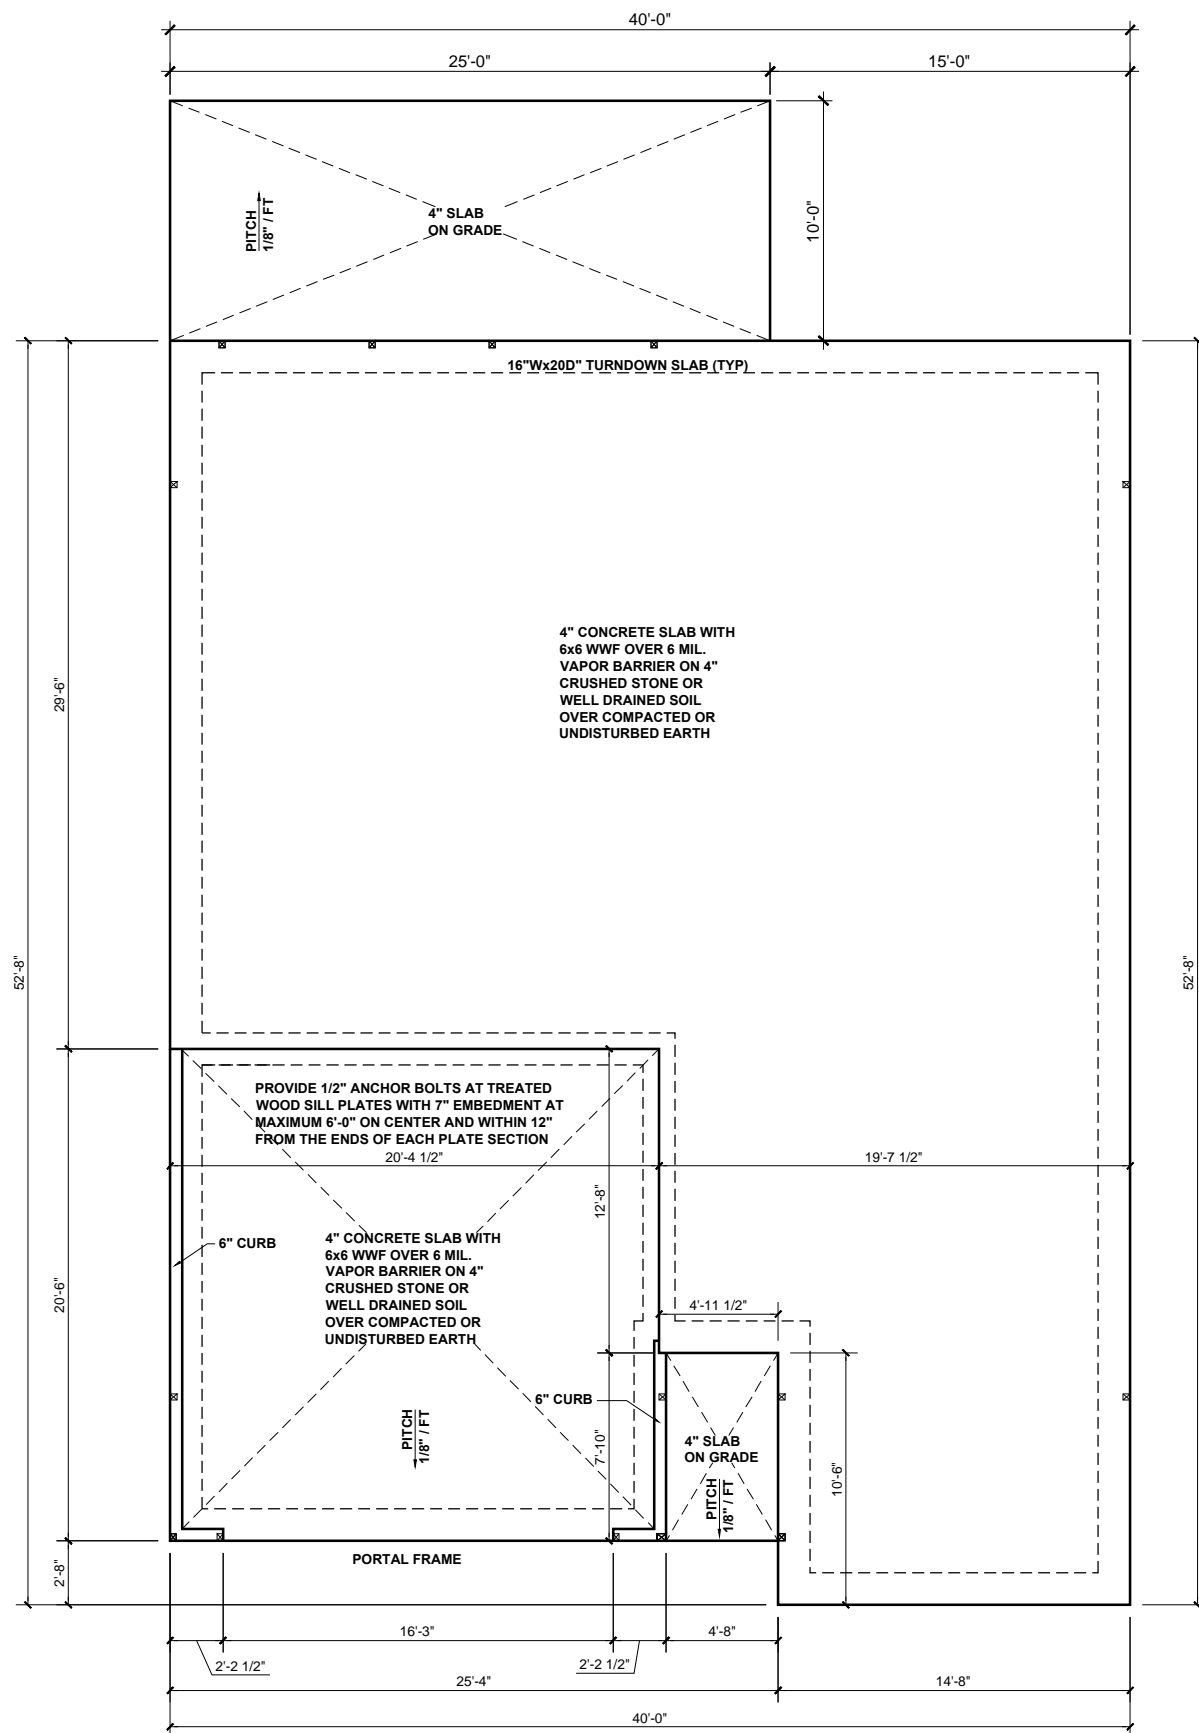 40'-0"
25'-0"
15'-0"
4" SLAB
ON GRADE
PITCH
1/8" / FT
10'-0"
16"Wx20D" TURNDOWN SLAB (TYP)
4" CONCRETE SLAB WITH
6x6 WWF OVER 6 MIL.
VAPOR BARRIER ON 4"
CRUSHED STONE OR
WELL DRAINED SOIL
OVER COMPACTED OR
UNDISTURBED EARTH
29'-6"
52'-8"
52'-8"
PROVIDE 1/2" ANCHOR BOLTS AT TREATED
WOOD SILL PLATES WITH 7" EMBEDMENT AT
MAXIMUM 6'-0" ON CENTER AND WITHIN 12"
FROM THE ENDS OF EACH PLATE SECTION
20'-4 1/2"
19'-7 1/2"
12'-8"
6" CURB
4" CONCRETE SLAB WITH
6x6 WWF OVER 6 MIL.
VAPOR BARRIER ON 4"
CRUSHED STONE OR
WELL DRAINED SOIL
OVER COMPACTED OR
UNDISTURBED EARTH
20'-6"
4'-11 1/2"
6" CURB
PITCH
1/8" / FT
7'-10"
4" SLAB
ON GRADE
PITCH
1/8" / FT
10'-6"
PORTAL FRAME
2'-8"
16'-3"
4'-8"
2'-2 1/2"
2'-2 1/2"
25'-4"
14'-8"
40'-0"